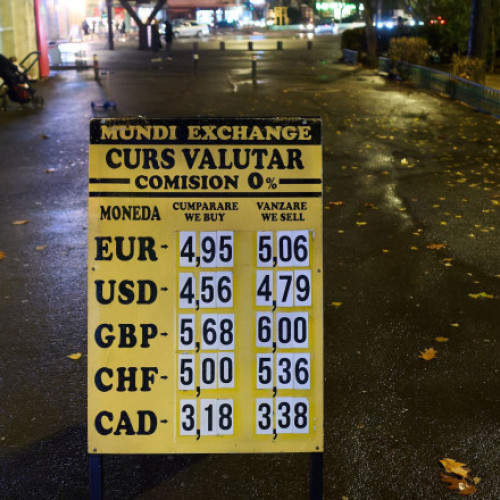 MUNDI EXCHANGE
CURS VALUTAR
COMISION 0%
MONEDA CUMPARARE WE BUY VANZARE WE SELL
EUR 4,95 5,06
USD 4,56 4,79
GBP 5,68 6,00
CHF 5,00 5,36
CAD 3,18 3,38